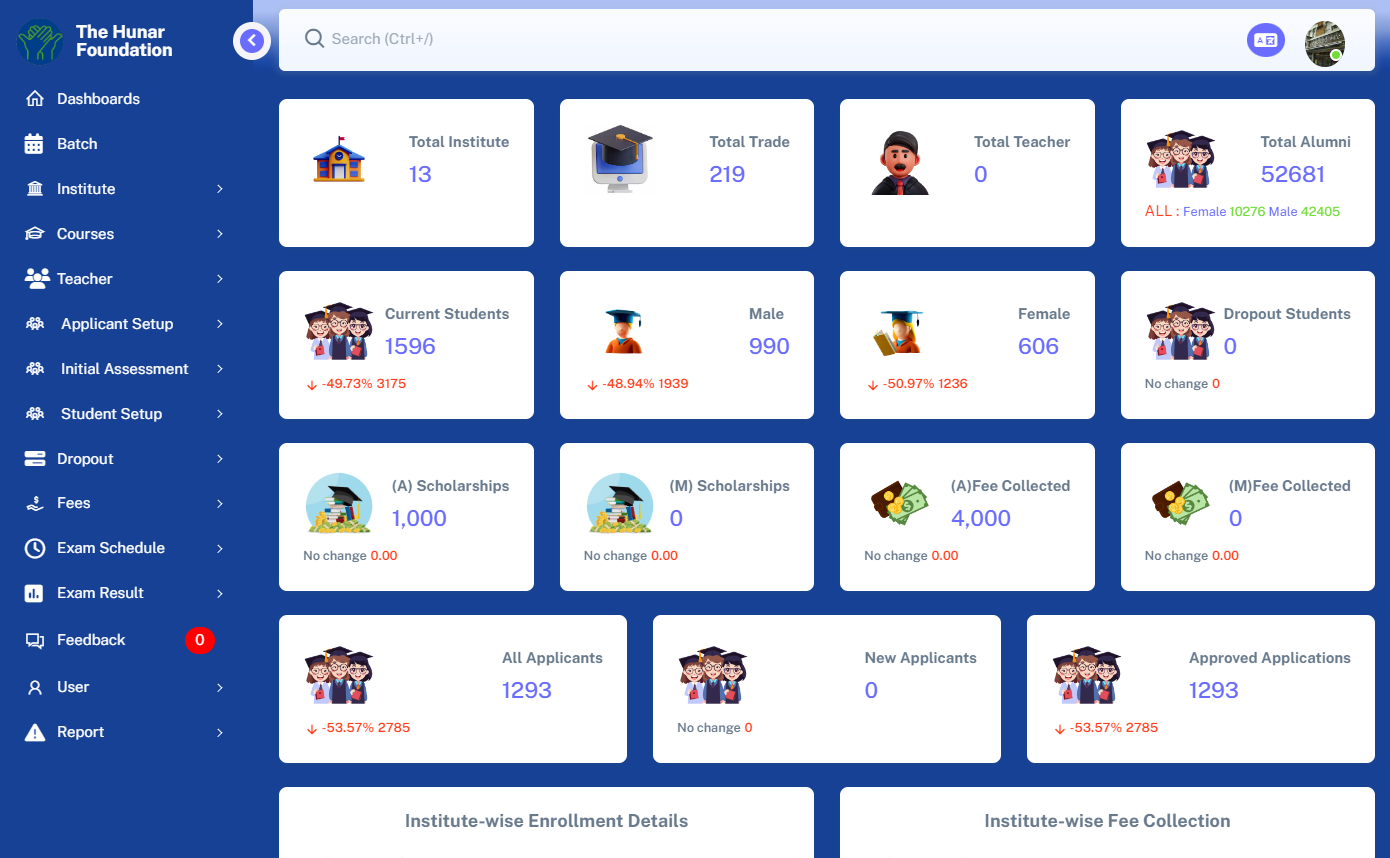 The Hunar
Foundation
Search (Ctrl+/)
Dashboards
Batch
Institute
Courses
Teacher
Applicant Setup
Initial Assessment
Student Setup
Dropout
Fees
Exam Schedule
Exam Result
Feedback 0
User
Report
Total Institute
13
Total Trade
219
Total Teacher
0
Total Alumni
52681
ALL : Female 10276 Male 42405
Current Students
1596
-49.73% 3175
Male
990
-48.94% 1939
Female
606
-50.97% 1236
Dropout Students
0
No change 0
(A) Scholarships
1,000
No change 0.00
(M) Scholarships
0
No change 0.00
(A)Fee Collected
4,000
No change 0.00
(M)Fee Collected
0
No change 0.00
All Applicants
1293
-53.57% 2785
New Applicants
0
No change 0
Approved Applications
1293
-53.57% 2785
Institute-wise Enrollment Details
Institute-wise Fee Collection